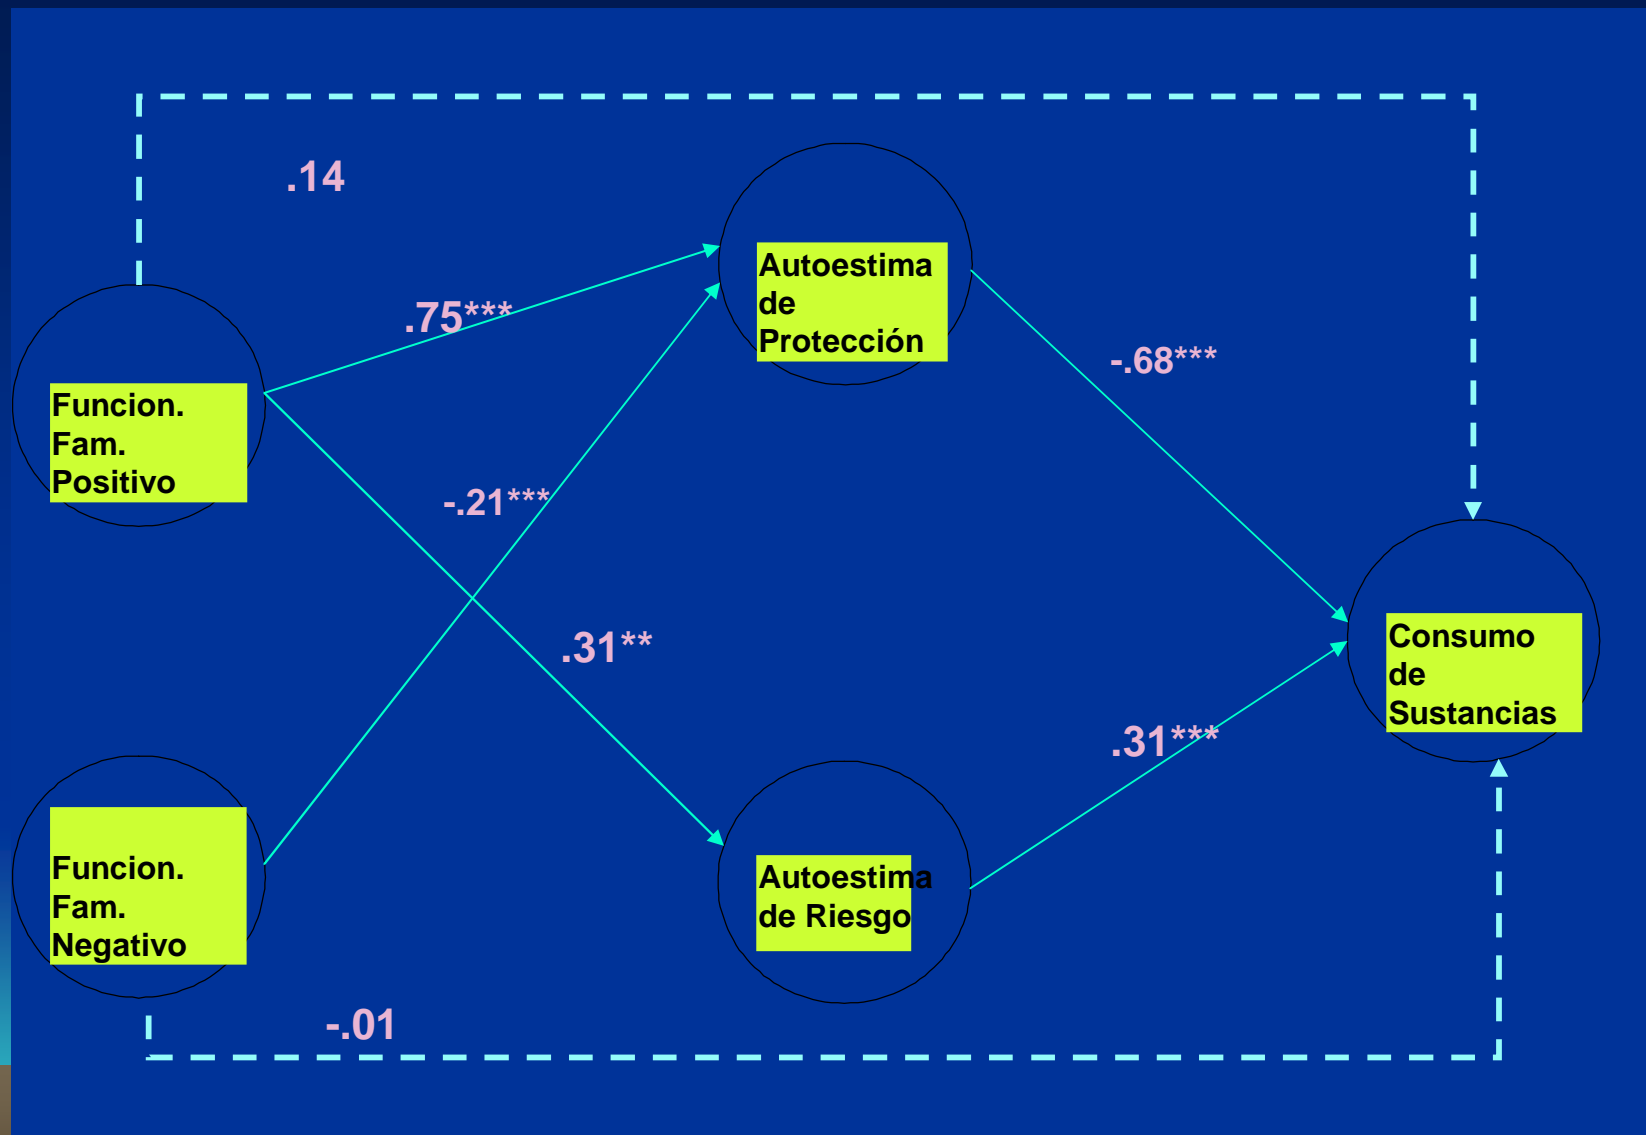 .14
Autoestima
de
Protección
.75***
-.68***
Funcion.
Fam.
Positivo
-.21***
.31**
Consumo
de
Sustancias
.31***
Funcion.
Fam.
Negativo
Autoestima
de Riesgo
-.01